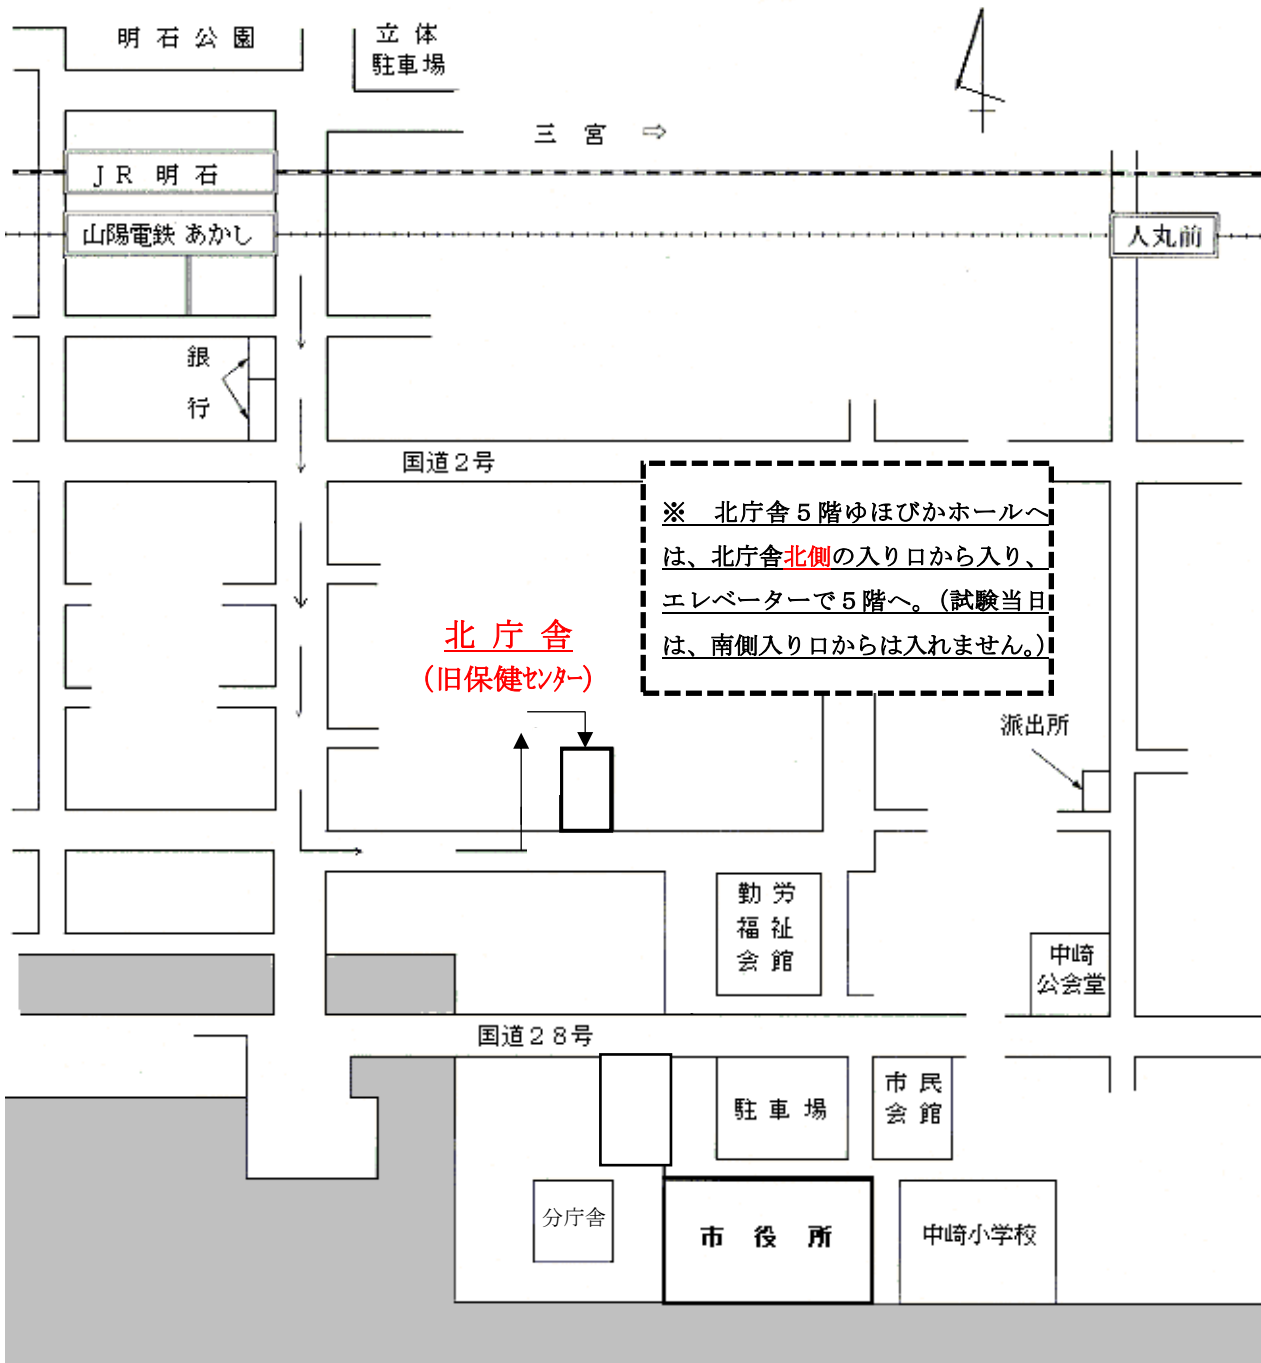 明石公園
立体
駐車場
三宮 ⇨
ＪＲ 明石
山陽電鉄 あかし
人丸前
銀
行
国道２号
※　北庁舎５階ゆほびかホールへ
は、北庁舎北側の入り口から入り、
エレベーターで５階へ。（試験当日
は、南側入り口からは入れません。）
北庁舎
（旧保健センター）
派出所
勤労
福祉
会館
中崎
公会堂
国道２８号
駐車場
市民
会館
分庁舎
市役所
中崎小学校